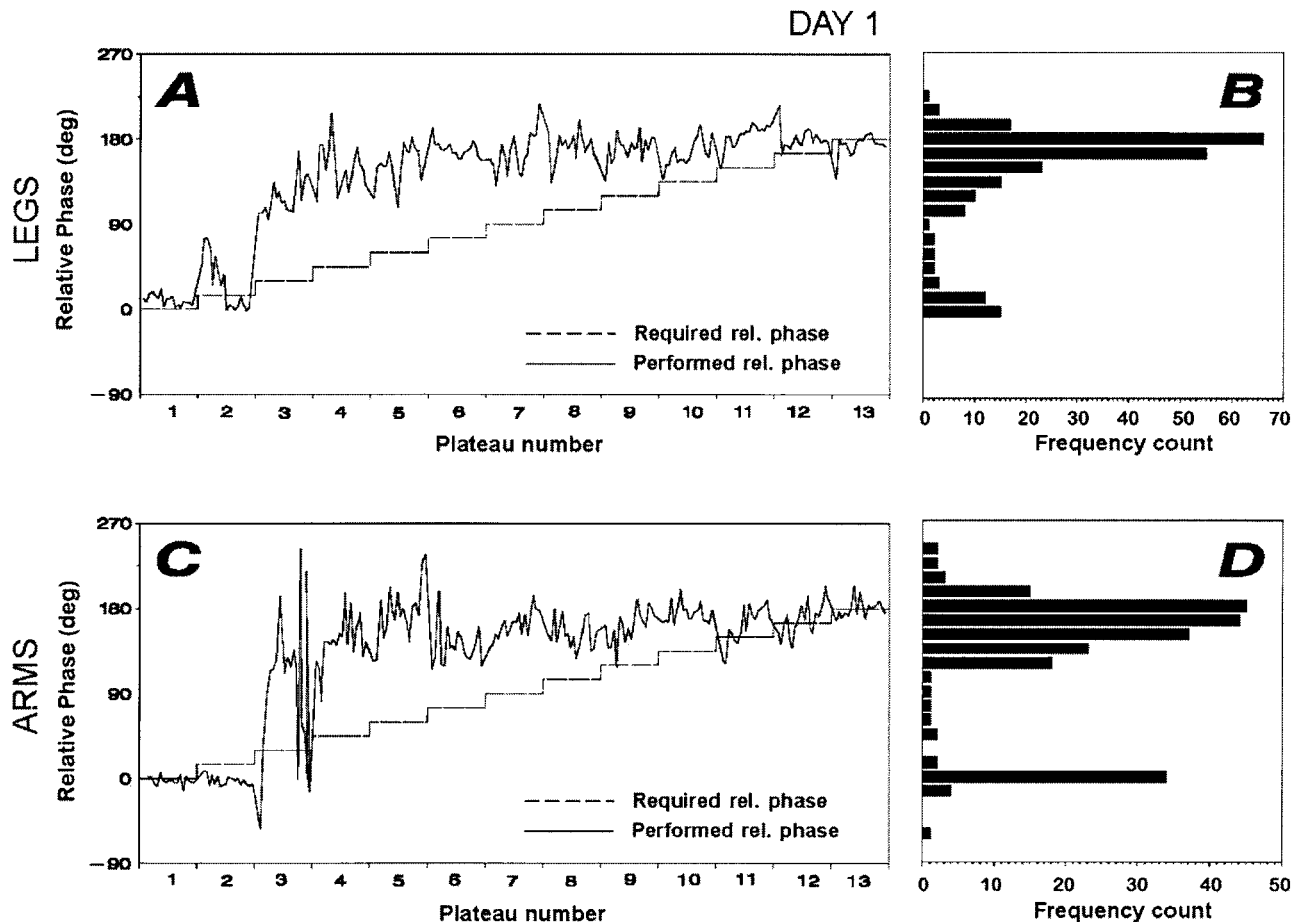 DAY 1
LEGS
A
Relative Phase (deg)
270
180
90
0
−90
Required rel. phase
Performed rel. phase
1 2 3 4 5 6 7 8 9 10 11 12 13
Plateau number
B
0 10 20 30 40 50 60 70
Frequency count
ARMS
C
Relative Phase (deg)
270
180
90
0
−90
Required rel. phase
Performed rel. phase
1 2 3 4 5 6 7 8 9 10 11 12 13
Plateau number
D
0 10 20 30 40 50
Frequency count